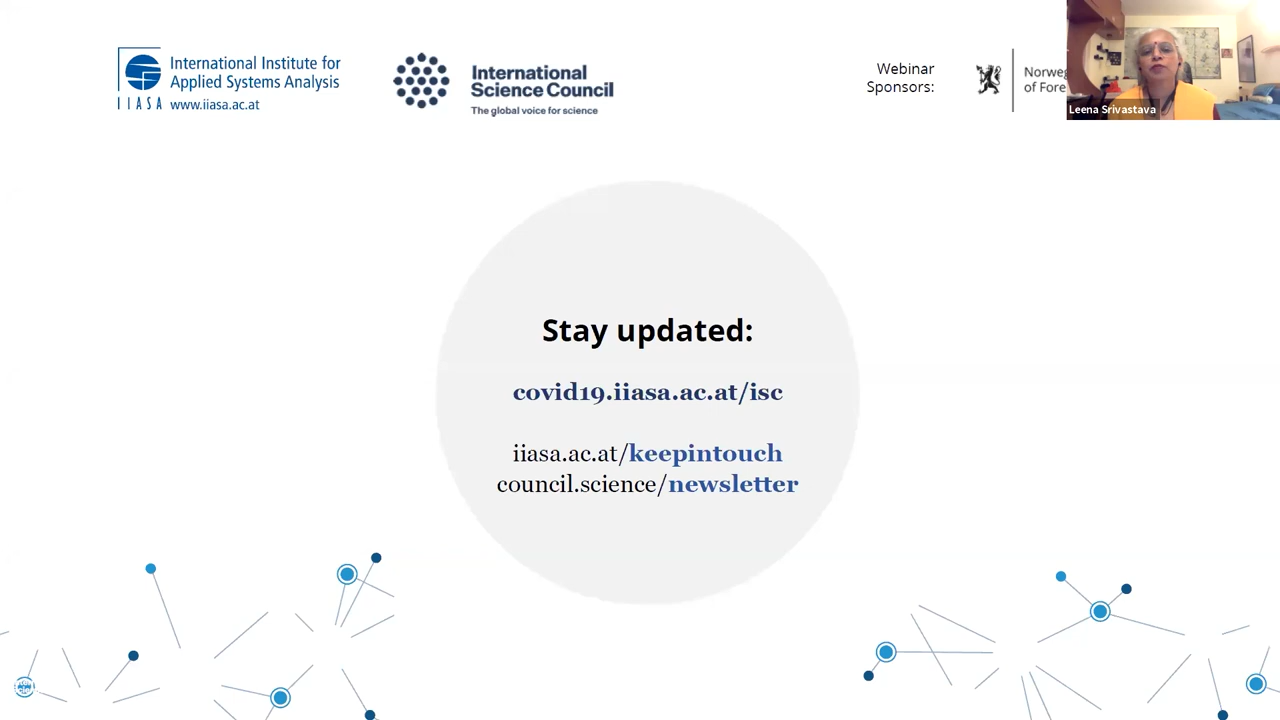 International Institute for
Applied Systems Analysis
IIASA www.iiasa.ac.at
International
Science Council
The global voice for science
Webinar
Sponsors:
Norweg
of Fore
Leena Srivastava
Stay updated:
covid19.iiasa.ac.at/isc
iiasa.ac.at/keepintouch
council.science/newsletter